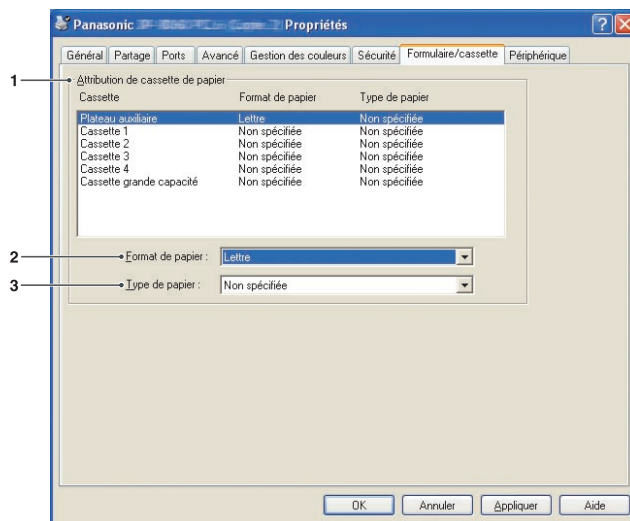 Panasonic Propriétés
Général Partage Ports Avancé Gestion des couleurs Sécurité Formulaire/cassette Périphérique
1 Attribution de cassette de papier
Cassette Format de papier Type de papier
Plateau auxiliaire Lettre Non spécifiée
Cassette 1 Non spécifiée Non spécifiée
Cassette 2 Non spécifiée Non spécifiée
Cassette 3 Non spécifiée Non spécifiée
Cassette 4 Non spécifiée Non spécifiée
Cassette grande capacité Non spécifiée Non spécifiée
2 Format de papier : Lettre
3 Type de papier : Non spécifiée
OK Annuler Appliquer Aide